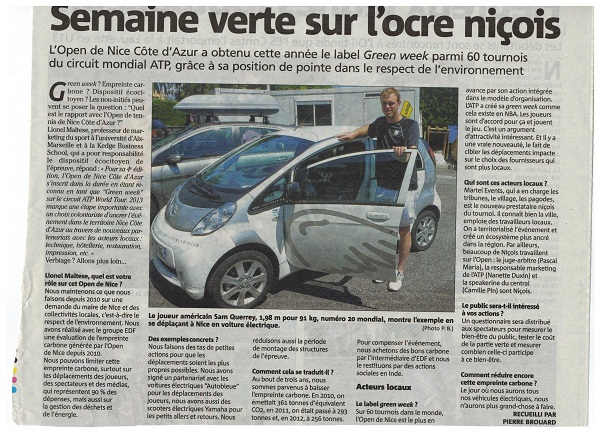 Semaine verte sur l'ocre niçois
L'Open de Nice Côte d'Azur a obtenu cette année le label Green week parmi 60 tournois
du circuit mondial ATP, grâce à sa position de pointe dans le respect de l'environnement
Green week ? Empreinte car-
bone ? Dispositif éco-
citoyen ? Les non-initiés peu-
vent se poser la question : "Quel
est le rapport avec l'Open de ten-
nis de Nice Côte d'Azur ?"
Lionel Maltese, professeur de mar-
keting du sport à l'université d'Aix-
Marseille et à la Kedge Business
School, qui a pour responsabilité
le dispositif écocitoyen de
l'épreuve, répond : « Pour sa 4e édi-
tion, l'Open de Nice Côte d'Azur
s'inscrit dans la durée en étant re-
connu en tant que "Green week"
sur le circuit ATP World Tour. 2013
marque une étape importante avec
un choix volontariste d'ancrer l'évé-
nement dans le territoire Nice Côte
d'Azur au travers de nouveaux par-
tenariats avec les acteurs locaux :
technique, hôtellerie, restauration,
impression, etc. »
Verbiage ? Allons plus loin...
Lionel Maltese, quel est votre
rôle sur cet Open de Nice ?
Nous maintenons ce que nous
faisons depuis 2010 sur une
demande du maire de Nice et des
collectivités locales, c'est-à-dire
le respect de l'environnement. Nous
avons réalisé avec le groupe EDF
une évaluation de l'empreinte
carbone générée par l'Open
de Nice depuis 2010.
Nous pouvons limiter cette
empreinte carbone, surtout sur
les déplacements des joueurs,
des spectateurs et des médias,
qui représentent 90 % des
dépenses, mais aussi sur
la gestion des déchets et
de l'énergie.
Le joueur américain Sam Querrey, 1,98 m pour 91 kg, numéro 20 mondial, montre l'exemple en
se déplaçant à Nice en voiture électrique.
(Photo P. B.)
Des exemples concrets ?
Nous faisons des tas de petites
actions pour que les
déplacements soient les plus
propres possibles. Nous avons
signé un partenariat avec les
voitures électriques "Autobleue"
pour les déplacements des
joueurs, nous avons aussi des
scooters électriques Yamaha pour
les petits allers et retours. Nous
réduisons aussi la période
de montage des structures
de l'épreuve.
Comment cela se traduit-il ?
Au bout de trois ans, nous
sommes parvenus à baisser
l'empreinte carbone. En 2010, on
émettait 361 tonnes d'équivalent
CO2, en 2011, on était passé à 293
tonnes et, en 2012, à 256 tonnes.
Pour compenser l'événement,
nous achetons des bons carbone
par l'intermédiaire d'EDF et nous le
restituons par des actions
sociales en Inde.
Acteurs locaux
Le label green week ?
Sur 60 tournois dans le monde,
l'Open de Nice est reconnu
avance par son action intégrée
dans le modèle d'organisation.
L'ATP a créé sa green week comme
cela existe en NBA. Les joueurs
sont d'accord pour ça et jouent
le jeu. C'est un argument
d'attractivité intéressant. Et il y a
une vraie nouveauté, le fait de
cibler les déplacements impacte
sur le choix des fournisseurs qui
sont plus locaux.
Qui sont ces acteurs locaux ?
Martel Events, qui a en charge les
tribunes, le village, les pagodes,
est le nouveau prestataire niçois
du tournoi. Il connaît bien la ville,
emploie des travailleurs locaux.
On a territorialisé l'événement et
créé un écosystème plus ancré
dans la région. Par ailleurs,
beaucoup de Niçois travaillent
sur l'Open : le juge-arbitre (Pascal
Maria), la responsable marketing
de l'ATP (Nanette Duxin) et
la speakerine du central
(Camille Pin) sont Niçois.
Le public sera-t-il intéressé
à vos actions ?
Un questionnaire sera distribué
aux spectateurs pour mesurer le
bien-être du public, tester le coût
de la partie verte et mesurer
combien celle-ci participe
à ce bien-être.
Comment réduire encore
cette empreinte carbone ?
Le jour où nous aurons tous
nos véhicules électriques, nous
n'aurons plus grand-chose à faire.
RECUEILLI PAR
PIERRE BROUARD